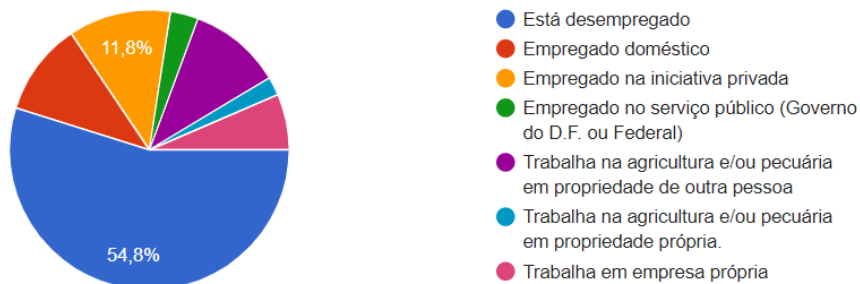 11,8%
54,8%
Está desempregado
Empregado doméstico
Empregado na iniciativa privada
Empregado no serviço público (Governo
do D.F. ou Federal)
Trabalha na agricultura e/ou pecuária
em propriedade de outra pessoa
Trabalha na agricultura e/ou pecuária
em propriedade própria.
Trabalha em empresa própria